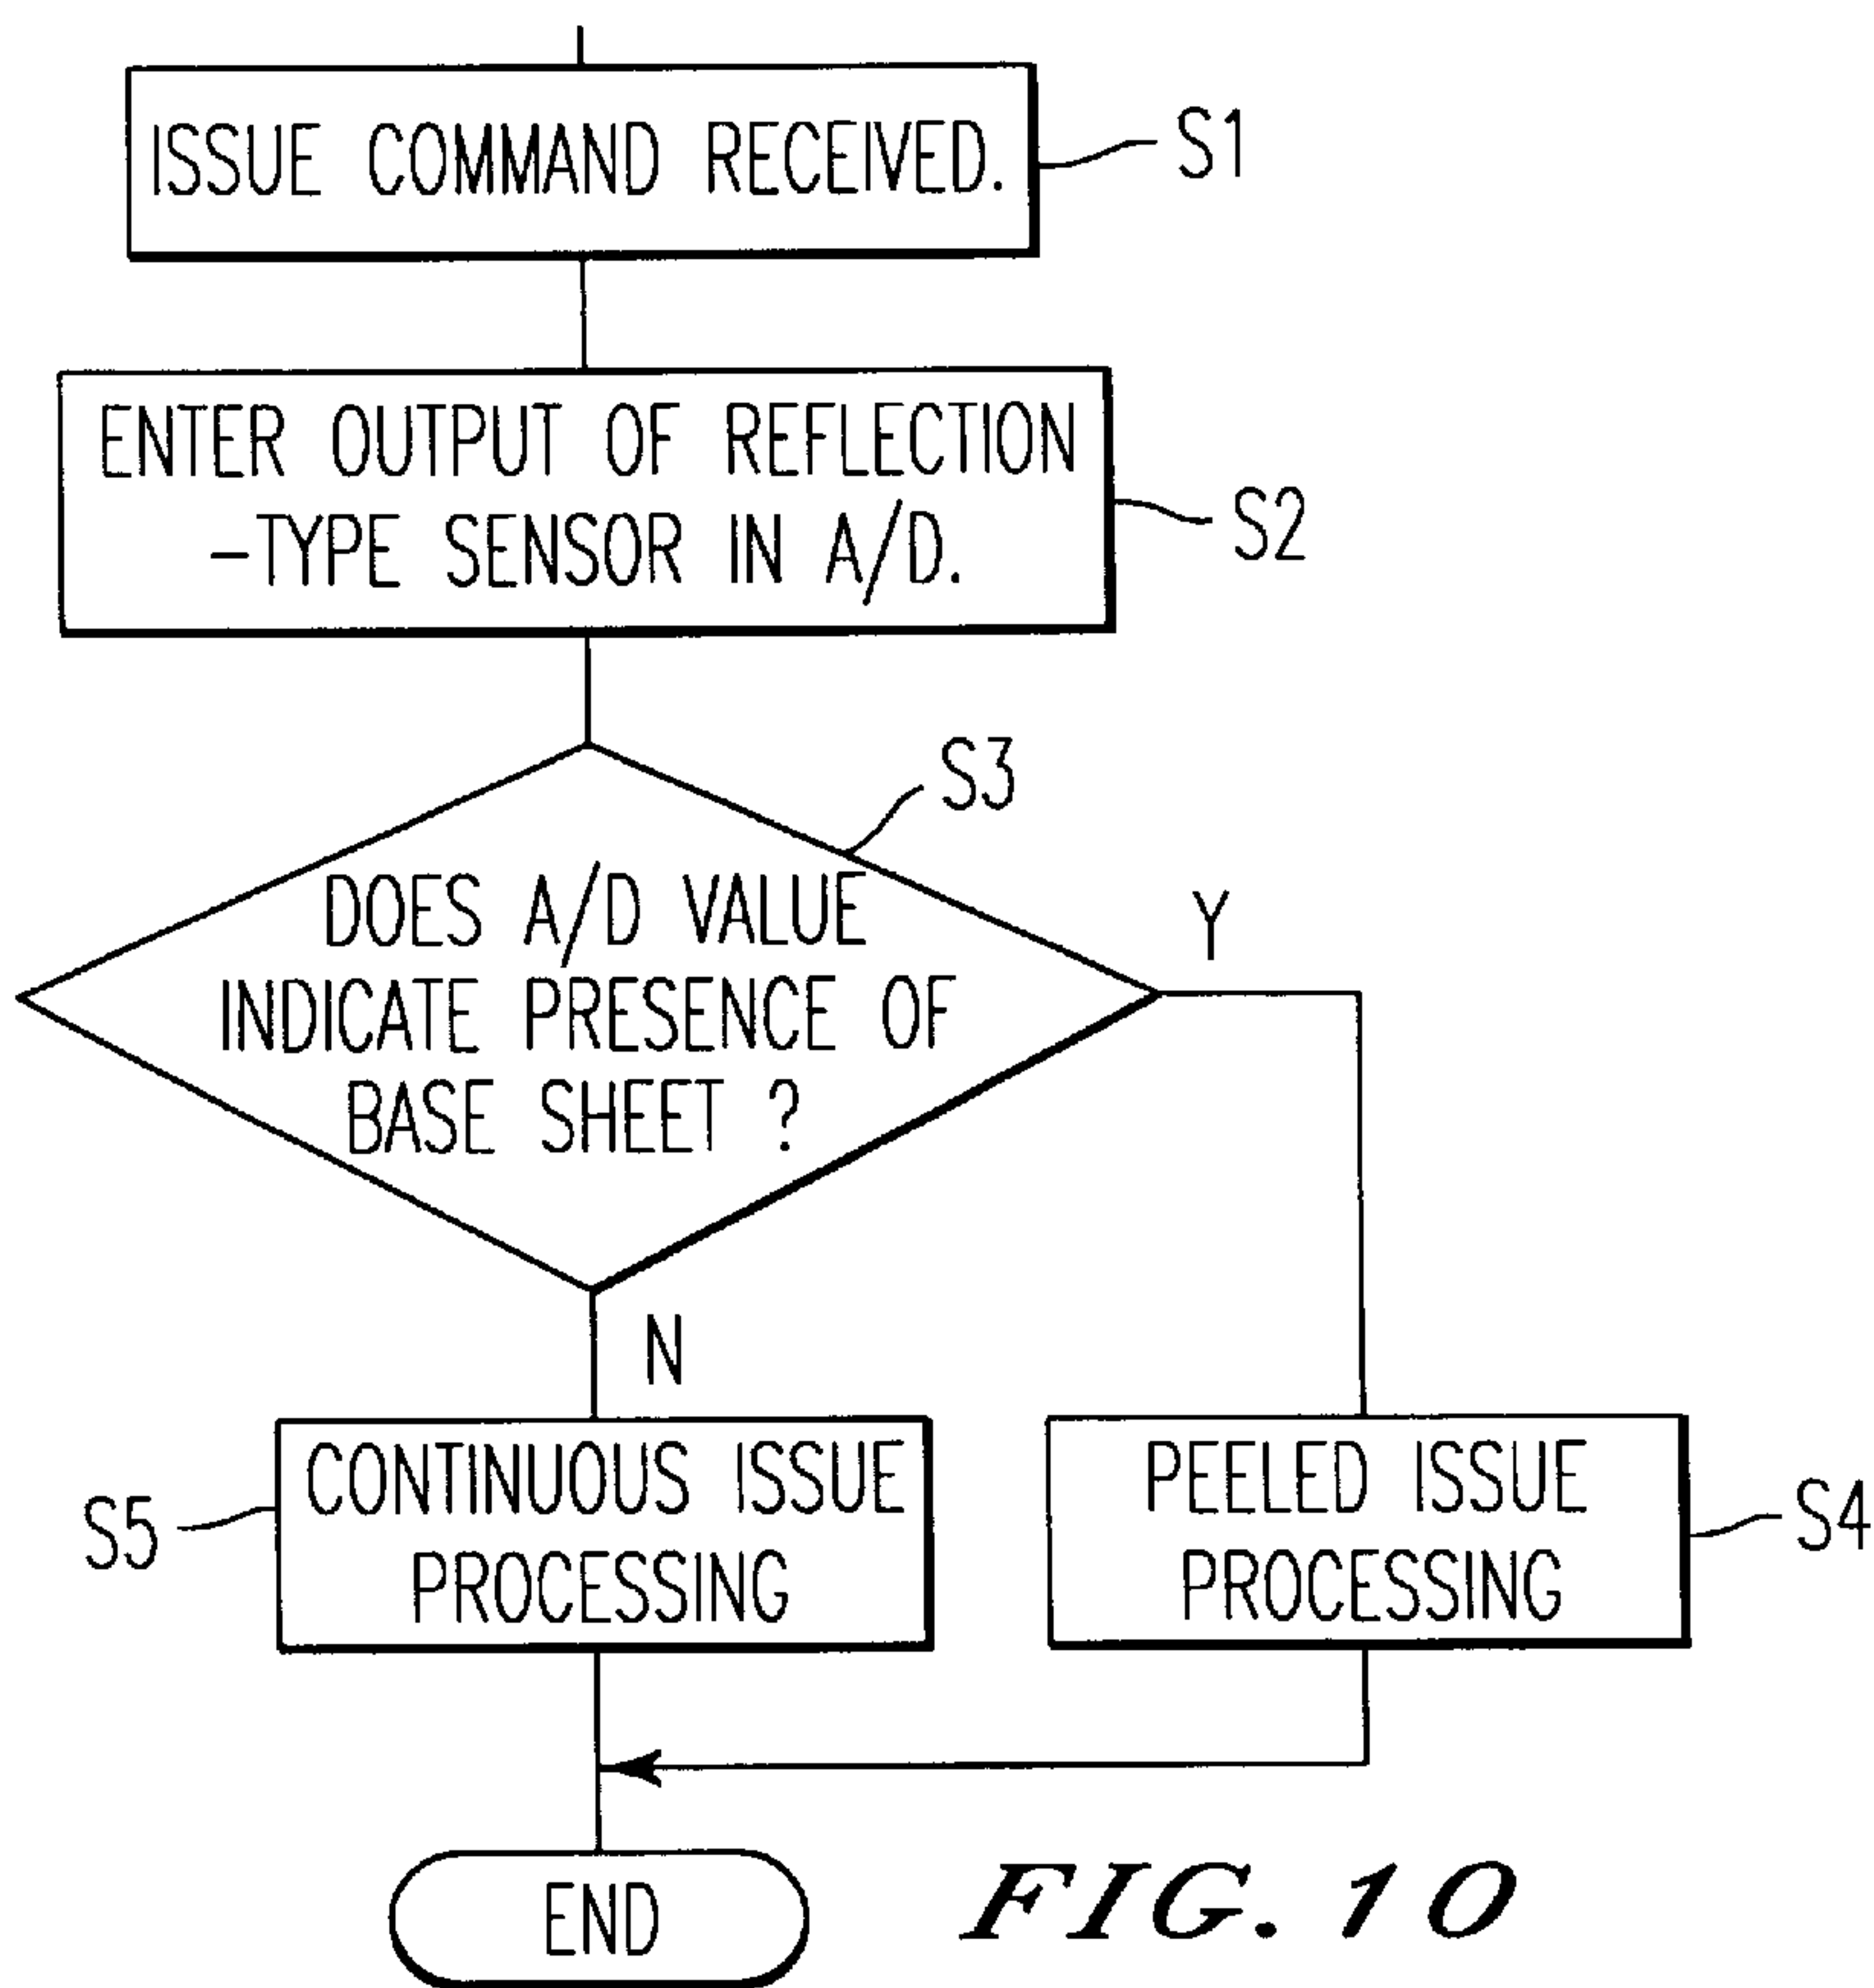 ISSUE COMMAND RECEIVED.
S1
ENTER OUTPUT OF REFLECTION
-TYPE SENSOR IN A/D.
S2
S3
DOES A/D VALUE
INDICATE PRESENCE OF
BASE SHEET ?
Y
N
S5
CONTINUOUS ISSUE
PROCESSING
PEELED ISSUE
PROCESSING
S4
END
FIG. 10